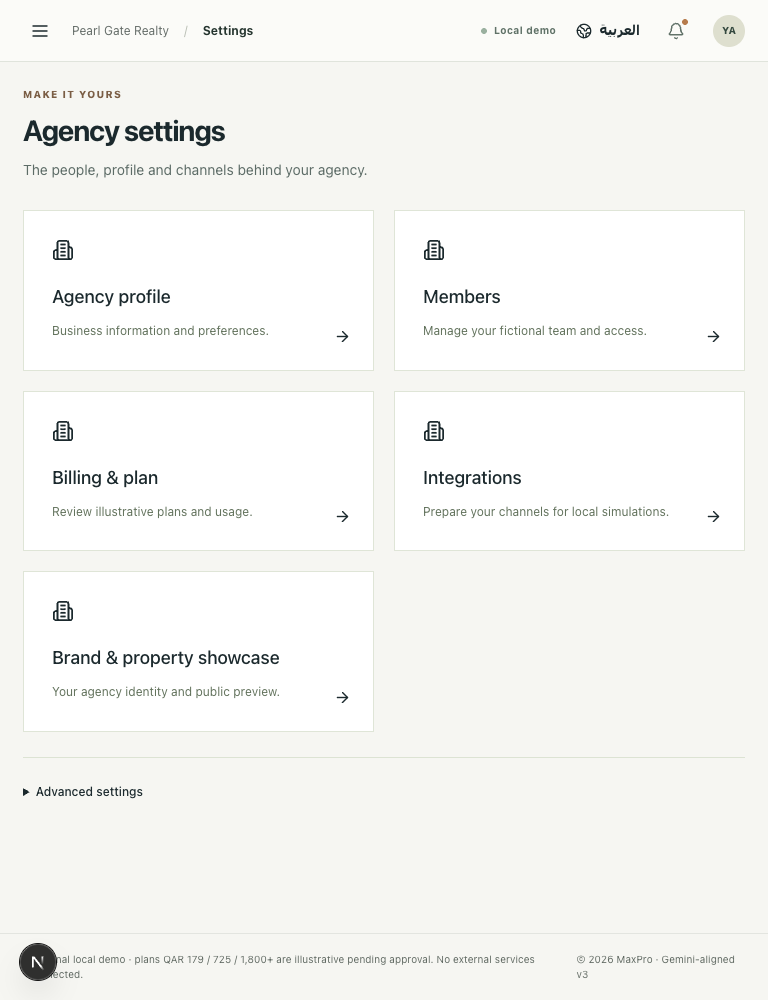 Pearl Gate Realty / Settings
Local demo
العربية
YA
MAKE IT YOURS
Agency settings
The people, profile and channels behind your agency.
Agency profile
Business information and preferences.
Members
Manage your fictional team and access.
Billing & plan
Review illustrative plans and usage.
Integrations
Prepare your channels for local simulations.
Brand & property showcase
Your agency identity and public preview.
Advanced settings
N
local demo · plans QAR 179 / 725 / 1,800+ are illustrative pending approval. No external services
© 2026 MaxPro · Gemini-aligned
v3